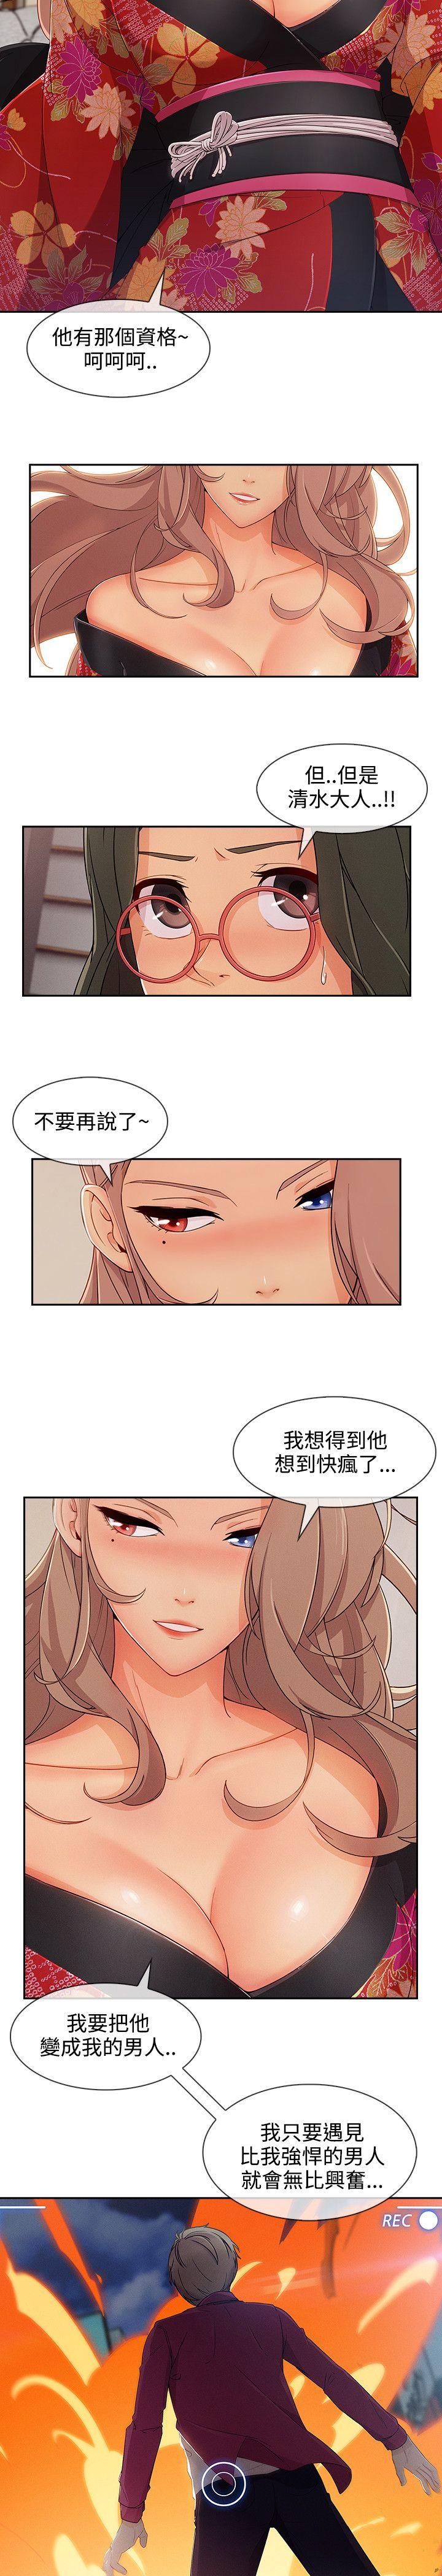 他有那個資格~
呵呵呵..
但..但是
清水大人..!!
不要再說了~
我想得到他
想到快瘋了...
我要把他
變成我的男人..
我只要遇見
比我強悍的男人
就會無比興奮...
REC